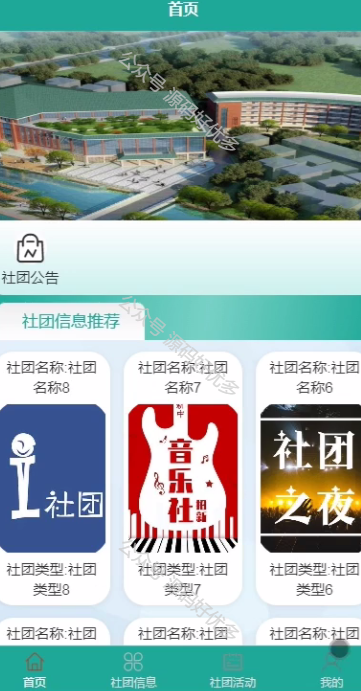 首页
公众号 源码好优多
社团公告
公众号 源码好优多
社团信息推荐
社团名称:社团
名称8
社团名称:社团
名称7
社团名称:社团
名称6
社团
音乐社
招新
社团
之夜
社团类型:社团
类型8
社团类型:社团
类型7
社团类型:社团
类型6
公众号 源码好优多
社团名称:社团
社团名称:社团
社团名称:社团
首页
社团信息
社团活动
我的